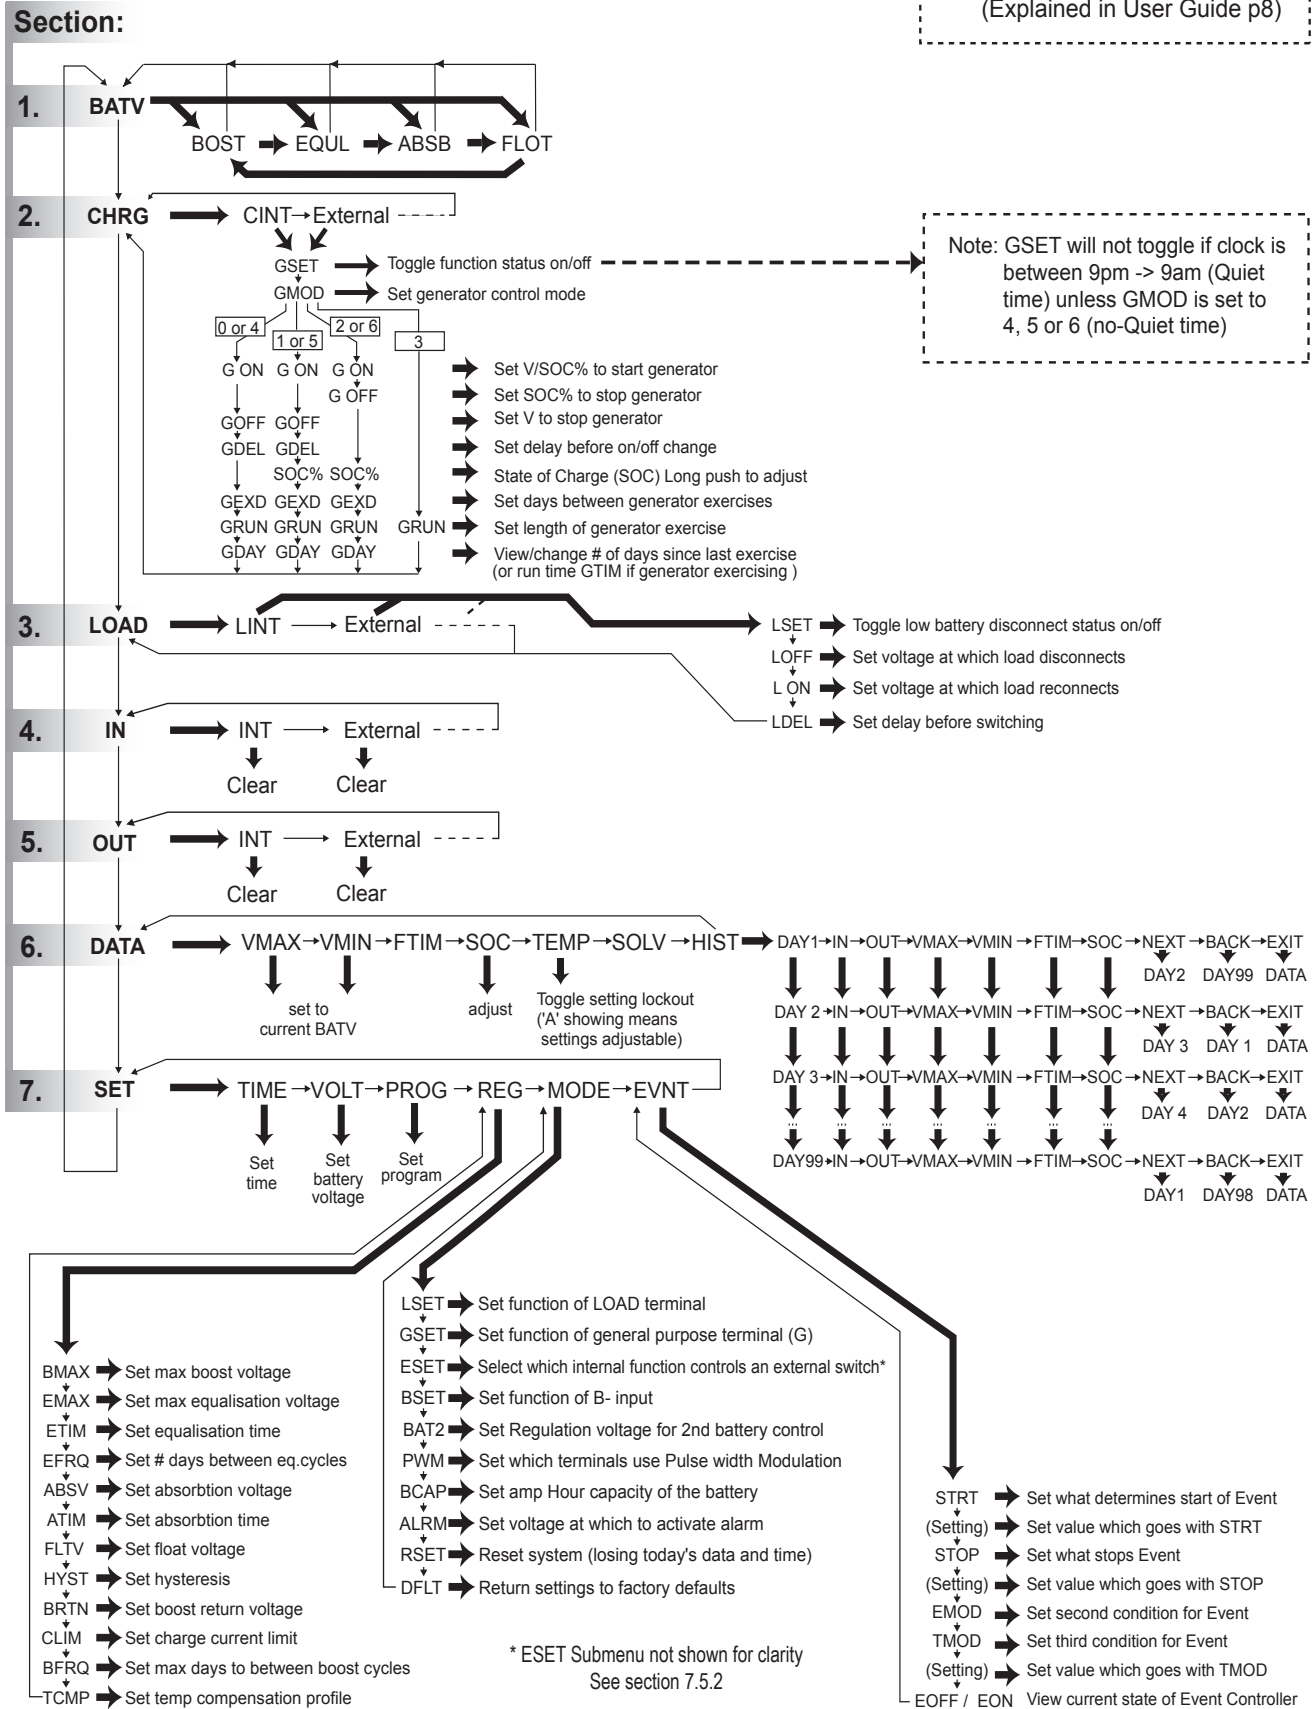 (Explained in User Guide p8)
Section:
1. BATV
BOST EQUL ABSB FLOT
2. CHRG CINT External
GSET Toggle function status on/off
GMOD Set generator control mode
Note: GSET will not toggle if clock is
between 9pm -> 9am (Quiet
time) unless GMOD is set to
4, 5 or 6 (no-Quiet time)
0 or 4 1 or 5 2 or 6 3
G ON G ON G ON Set V/SOC% to start generator
G OFF Set SOC% to stop generator
GOFF GOFF Set V to stop generator
GDEL GDEL Set delay before on/off change
SOC% SOC% State of Charge (SOC) Long push to adjust
GEXD GEXD GEXD Set days between generator exercises
GRUN GRUN GRUN GRUN Set length of generator exercise
GDAY GDAY GDAY View/change # of days since last exercise
(or run time GTIM if generator exercising )
3. LOAD LINT External
LSET Toggle low battery disconnect status on/off
LOFF Set voltage at which load disconnects
L ON Set voltage at which load reconnects
LDEL Set delay before switching
4. IN INT External
Clear Clear
5. OUT INT External
Clear Clear
6. DATA VMAX VMIN FTIM SOC TEMP SOLV HIST
set to
current BATV
adjust
Toggle setting lockout
('A' showing means
settings adjustable)
DAY1 IN OUT VMAX VMIN FTIM SOC NEXT BACK EXIT
DAY2 DAY99 DATA
DAY 2 IN OUT VMAX VMIN FTIM SOC NEXT BACK EXIT
DAY 3 DAY 1 DATA
DAY 3 IN OUT VMAX VMIN FTIM SOC NEXT BACK EXIT
DAY 4 DAY2 DATA
... ... ... ... ... ... ...
DAY99 IN OUT VMAX VMIN FTIM SOC NEXT BACK EXIT
DAY1 DAY98 DATA
7. SET TIME VOLT PROG REG MODE EVNT
Set
time
Set
battery
voltage
Set
program
BMAX Set max boost voltage
EMAX Set max equalisation voltage
ETIM Set equalisation time
EFRQ Set # days between eq.cycles
ABSV Set absorbtion voltage
ATIM Set absorbtion time
FLTV Set float voltage
HYST Set hysteresis
BRTN Set boost return voltage
CLIM Set charge current limit
BFRQ Set max days to between boost cycles
TCMP Set temp compensation profile
LSET Set function of LOAD terminal
GSET Set function of general purpose terminal (G)
ESET Select which internal function controls an external switch*
BSET Set function of B- input
BAT2 Set Regulation voltage for 2nd battery control
PWM Set which terminals use Pulse width Modulation
BCAP Set amp Hour capacity of the battery
ALRM Set voltage at which to activate alarm
RSET Reset system (losing today's data and time)
DFLT Return settings to factory defaults
* ESET Submenu not shown for clarity
See section 7.5.2
STRT Set what determines start of Event
(Setting) Set value which goes with STRT
STOP Set what stops Event
(Setting) Set value which goes with STOP
EMOD Set second condition for Event
TMOD Set third condition for Event
(Setting) Set value which goes with TMOD
EOFF / EON View current state of Event Controller